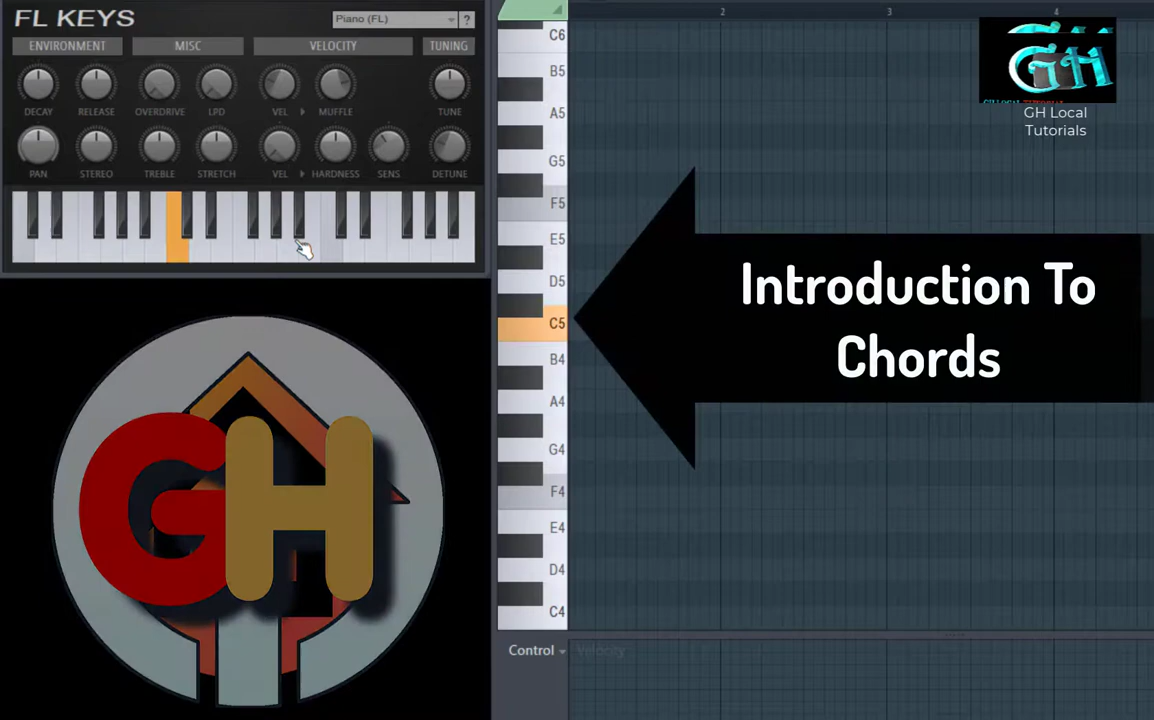 FL KEYS
Piano (FL)
?
ENVIRONMENT MISC VELOCITY TUNING
DECAY RELEASE OVERDRIVE LPD VEL MUFFLE TUNE
PAN STEREO TREBLE STRETCH VEL HARDNESS SENS DETUNE
GH
C6
B5
A5
G5
F5
E5
D5
C5
B4
A4
G4
F4
E4
D4
C4
Control
Velocity
2 3 4
GH
GH Local
Tutorials
Introduction To
Chords